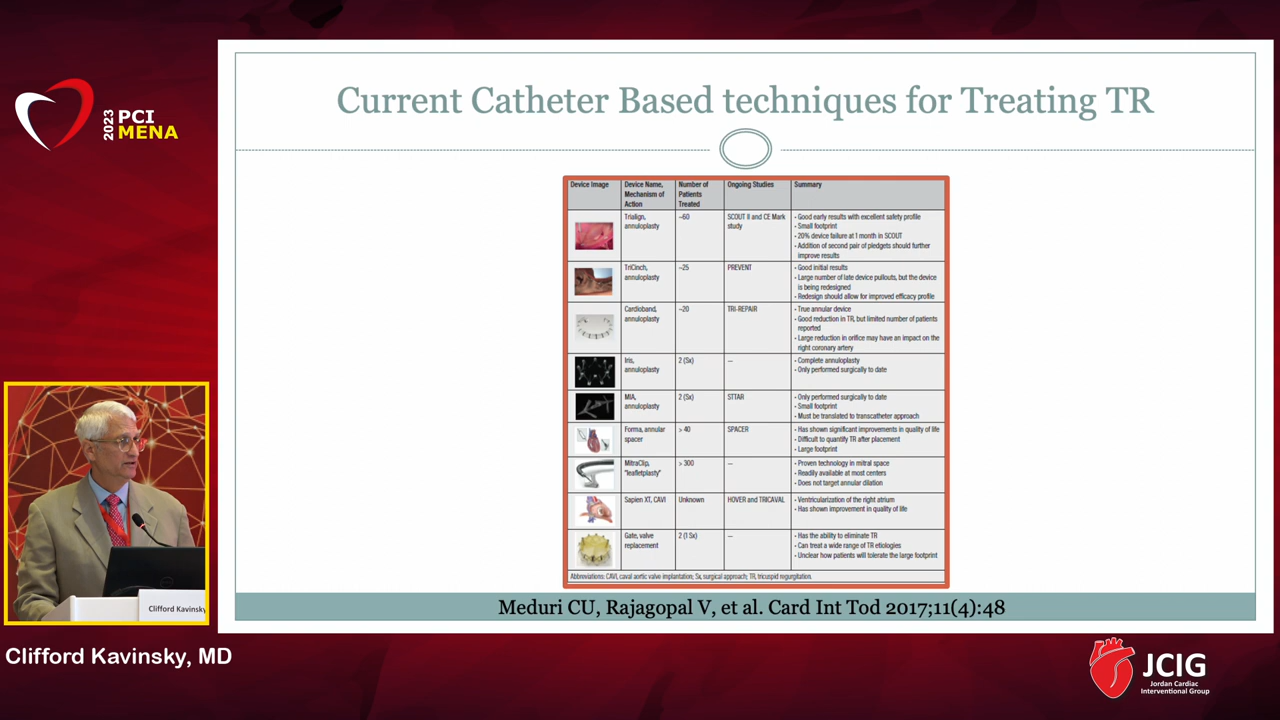 2023 PCI
MENA
Current Catheter Based techniques for Treating TR
Device Image
Device Name,
Mechanism of
Action
Number of
Patients
Treated
Ongoing Studies
Summary
Trialign,
annuloplasty
~60
SCOUT II and CE Mark
study
• Good early results with excellent safety profile
• Small footprint
• 20% device failure at 1 month in SCOUT
• Addition of second pair of pledgets should further
improve results
TriCinch,
annuloplasty
~25
PREVENT
• Good initial results
• Large number of late device pullouts, but the device
is being redesigned
• Redesign should allow for improved efficacy profile
Cardioband,
annuloplasty
~20
TRI-REPAIR
• True annular device
• Good reduction in TR, but limited number of patients
reported
• Large reduction in orifice may have an impact on the
right coronary artery
Iris,
annuloplasty
2 (Sx)
—
• Complete annuloplasty
• Only performed surgically to date
MIA,
annuloplasty
2 (Sx)
STTAR
• Only performed surgically to date
• Small footprint
• Must be translated to transcatheter approach
Forma, annular
spacer
> 40
SPACER
• Has shown significant improvements in quality of life
• Difficult to quantify TR after placement
• Large footprint
MitraClip,
"leafletplasty"
> 300
—
• Proven technology in mitral space
• Readily available at most centers
• Does not target annular dilation
Sapien XT, CAVI
Unknown
HOVER and TRICAVAL
• Ventricularization of the right atrium
• Has shown improvement in quality of life
Gate, valve
replacement
2 (1 Sx)
—
• Has the ability to eliminate TR
• Can treat a wide range of TR etiologies
• Unclear how patients will tolerate the large footprint
Abbreviations: CAVI, caval aortic valve implantation; Sx, surgical approach; TR, tricuspid regurgitation.
Meduri CU, Rajagopal V, et al. Card Int Tod 2017;11(4):48
Clifford Kavinsky
Clifford Kavinsky, MD
JCIG
Jordan Cardiac
Interventional Group